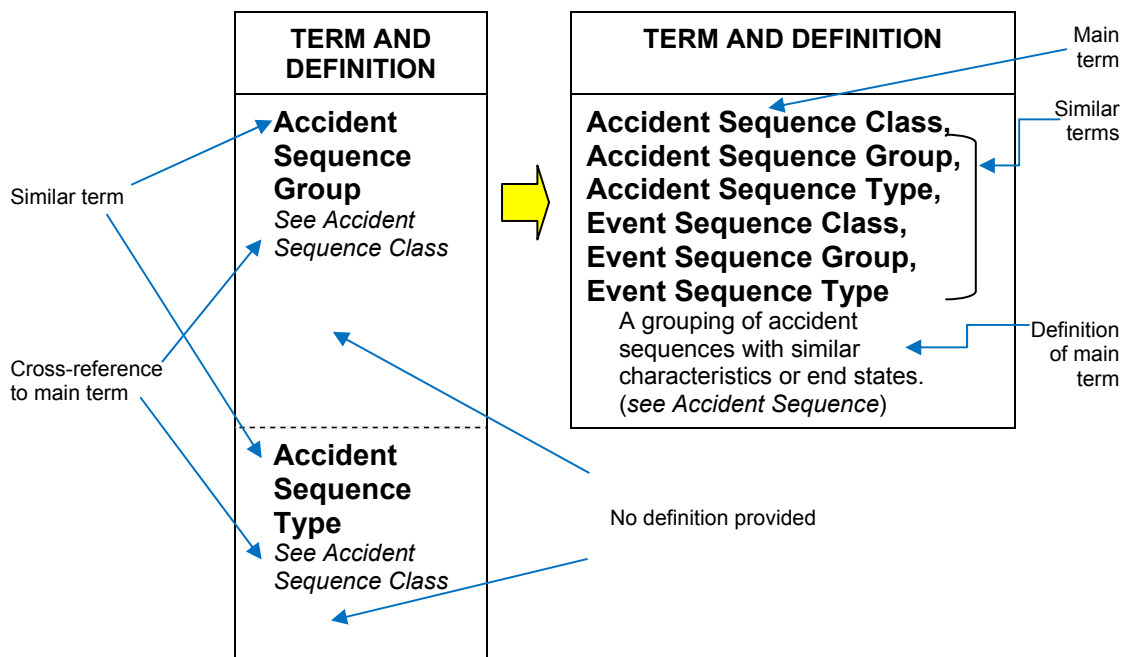 TERM AND
DEFINITION
Accident
Sequence
Group
See Accident
Sequence Class
Accident
Sequence
Type
See Accident
Sequence Class
Similar term
Cross-reference
to main term
TERM AND DEFINITION
Accident Sequence Class,
Accident Sequence Group,
Accident Sequence Type,
Event Sequence Class,
Event Sequence Group,
Event Sequence Type
A grouping of accident
sequences with similar
characteristics or end states.
(see Accident Sequence)
Main
term
Similar
terms
Definition
of main
term
No definition provided